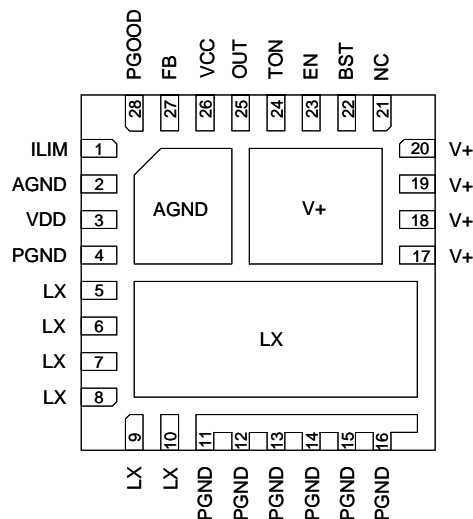 PGOOD FB VCC OUT TON EN BST NC
28 27 26 25 24 23 22 21
ILIM 1 20 V+
AGND 2 19 V+
VDD 3 AGND V+ 18 V+
PGND 4 17 V+
LX 5
LX 6
LX 7 LX
LX 8
9 10 11 12 13 14 15 16
LX LX PGND PGND PGND PGND PGND PGND